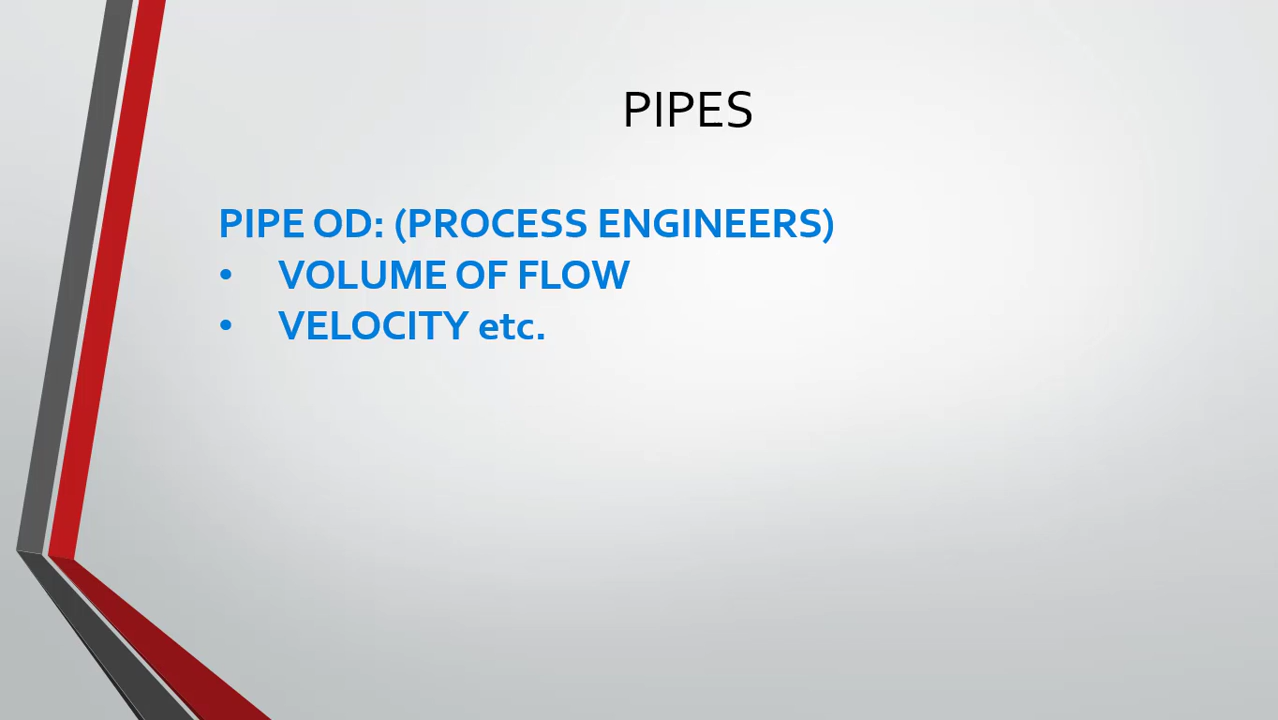 PIPES
PIPE OD: (PROCESS ENGINEERS)
• VOLUME OF FLOW
• VELOCITY etc.